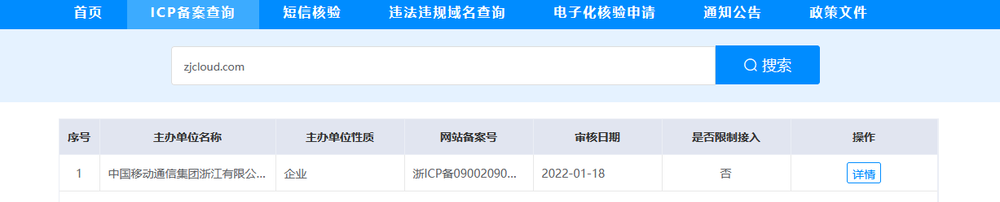 首页 ICP备案查询 短信核验 违法违规域名查询 电子化核验申请 通知公告 政策文件
zjcloud.com 搜索
序号 主办单位名称 主办单位性质 网站备案号 审核日期 是否限制接入 操作
1 中国移动通信集团浙江有限公... 企业 浙ICP备09002090... 2022-01-18 否 详情